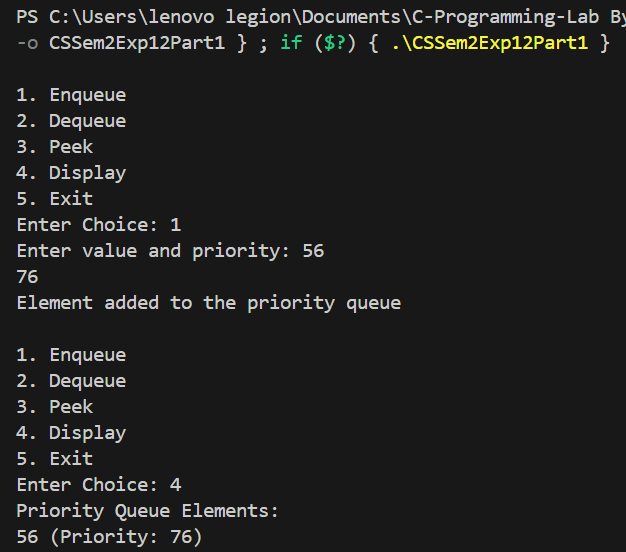 PS C:\Users\lenovo legion\Documents\C-Programming-Lab By
-o CSSem2Exp12Part1 } ; if ($?) { .\CSSem2Exp12Part1 }
1. Enqueue
2. Dequeue
3. Peek
4. Display
5. Exit
Enter Choice: 1
Enter value and priority: 56
76
Element added to the priority queue
1. Enqueue
2. Dequeue
3. Peek
4. Display
5. Exit
Enter Choice: 4
Priority Queue Elements:
56 (Priority: 76)